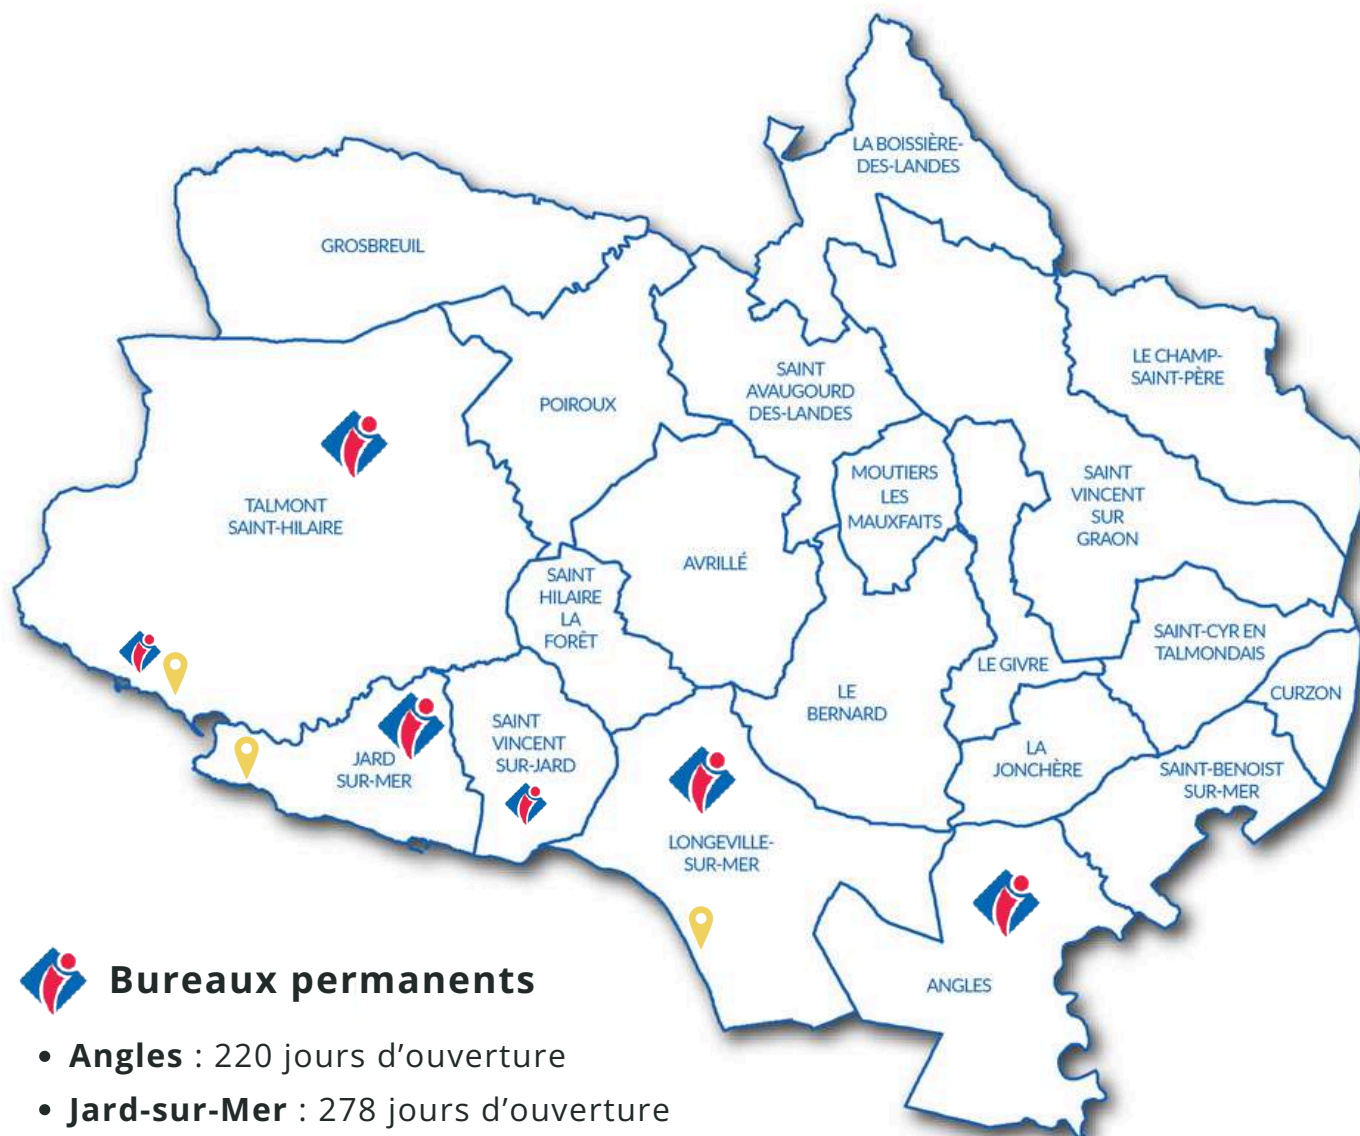 LA BOISSIÈRE-
DES-LANDES
GROSBREUIL
LE CHAMP-
SAINT-PÈRE
SAINT
AVAUGOURD
DES-LANDES
POIROUX
MOUTIERS
LES
MAUXFAITS
SAINT
VINCENT
SUR
GRAON
TALMONT
SAINT-HILAIRE
AVRILLÉ
SAINT
HILAIRE
LA
FORÊT
SAINT-CYR EN
TALMONDAIS
LE GIVRE
CURZON
LE
BERNARD
SAINT
VINCENT
SUR-JARD
JARD
SUR-MER
LA
JONCHÈRE
SAINT-BENOIST
SUR-MER
LONGEVILLE-
SUR-MER
ANGLES
Bureaux permanents
• Angles : 220 jours d’ouverture
• Jard-sur-Mer : 278 jours d’ouverture